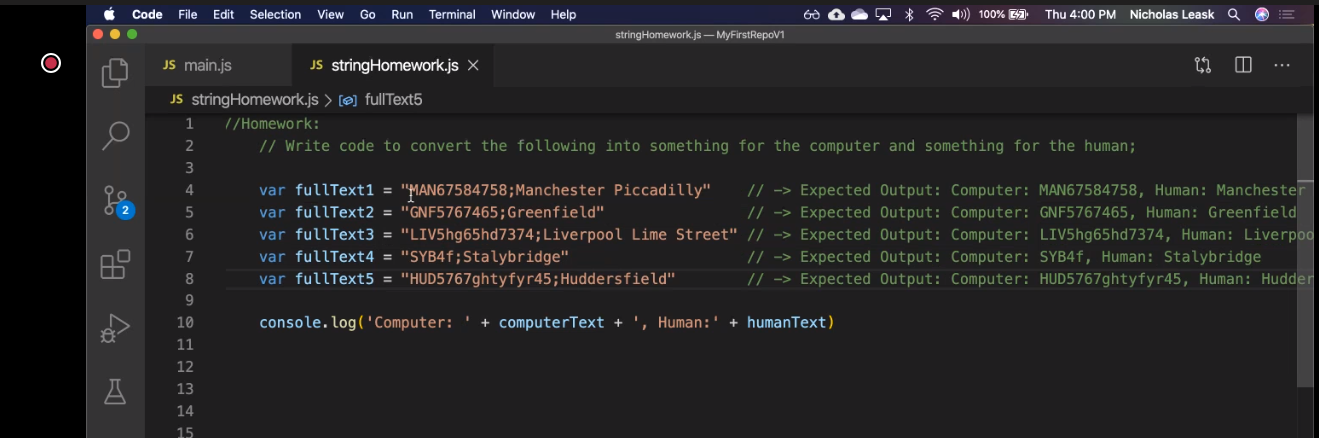 Code File Edit Selection View Go Run Terminal Window Help 100% Thu 4:00 PM Nicholas Leask
stringHomework.js — MyFirstRepoV1
JS main.js JS stringHomework.js
JS stringHomework.js > fullText5
1 //Homework:
2 // Write code to convert the following into something for the computer and something for the human;
3
4 var fullText1 = "MAN67584758;Manchester Piccadilly" // -> Expected Output: Computer: MAN67584758, Human: Manchester
5 var fullText2 = "GNF5767465;Greenfield" // -> Expected Output: Computer: GNF5767465, Human: Greenfield
6 var fullText3 = "LIV5hg65hd7374;Liverpool Lime Street" // -> Expected Output: Computer: LIV5hg65hd7374, Human: Liverpoo
7 var fullText4 = "SYB4f;Stalybridge" // -> Expected Output: Computer: SYB4f, Human: Stalybridge
8 var fullText5 = "HUD5767ghtyfyr45;Huddersfield" // -> Expected Output: Computer: HUD5767ghtyfyr45, Human: Hudder
9
10 console.log('Computer: ' + computerText + ', Human:' + humanText)
11
12
13
14
15
2